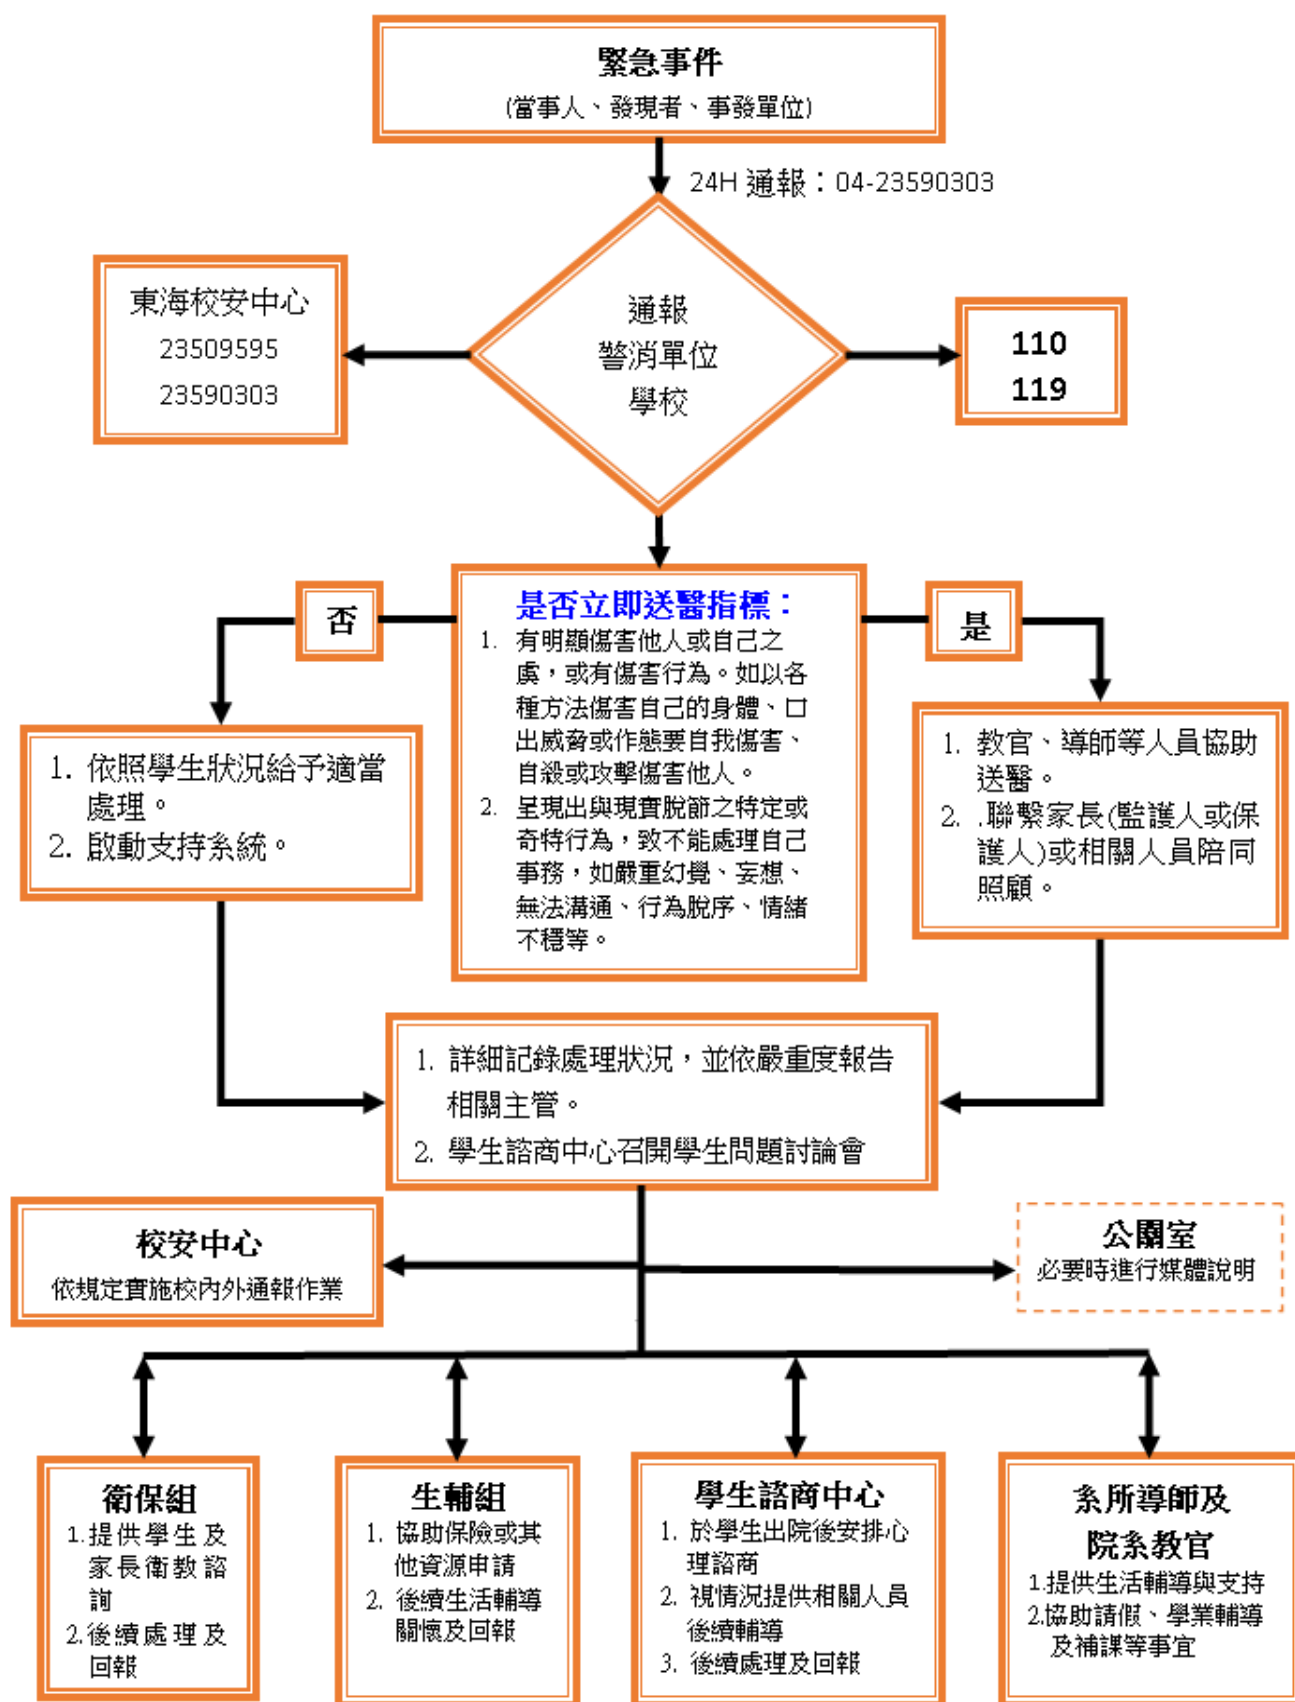 緊急事件
(當事人、發現者、事發單位)
24H 通報：04-23590303
東海校安中心
23509595
23590303
通報
警消單位
學校
110
119
否
是否立即送醫指標：
1. 有明顯傷害他人或自己之
虞，或有傷害行為。如以各
種方法傷害自己的身體、口
出威脅或作態要自我傷害、
自殺或攻擊傷害他人。
2. 呈現出與現實脫節之特定或
奇特行為，致不能處理自己
事務，如嚴重幻覺、妄想、
無法溝通、行為脫序、情緒
不穩等。
是
1. 依照學生狀況給予適當
處理。
2. 啟動支持系統。
1. 教官、導師等人員協助
送醫。
2. .聯繫家長(監護人或保
護人)或相關人員陪同
照顧。
1. 詳細記錄處理狀況，並依嚴重度報告
相關主管。
2. 學生諮商中心召開學生問題討論會
校安中心
依規定實施校內外通報作業
公關室
必要時進行媒體說明
衛保組
1.提供學生及
家長衛教諮
詢
2.後續處理及
回報
生輔組
1. 協助保險或其
他資源申請
2. 後續生活輔導
關懷及回報
學生諮商中心
1. 於學生出院後安排心
理諮商
2. 視情況提供相關人員
後續輔導
3. 後續處理及回報
系所導師及
院系教官
1.提供生活輔導與支持
2.協助請假、學業輔導
及補課等事宜